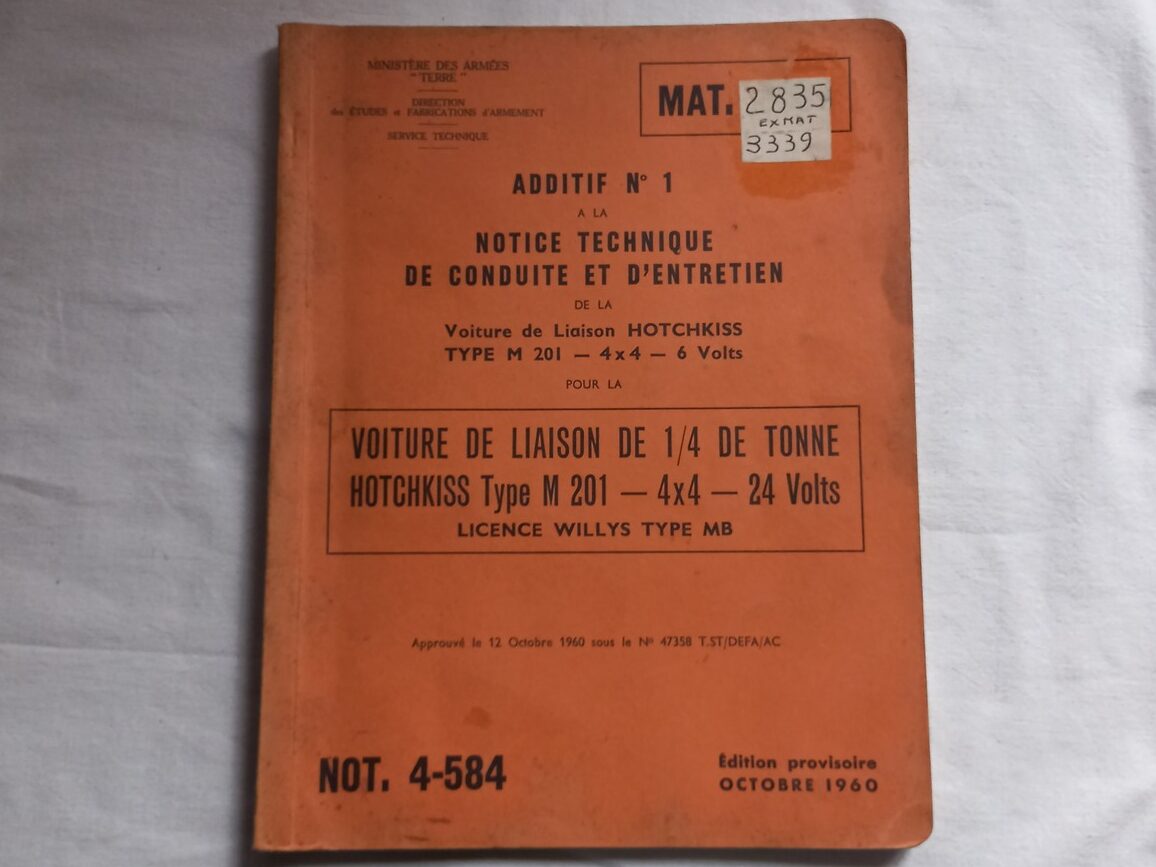 MINISTÈRE DES ARMÉES
"TERRE"
DIRECTION
des ÉTUDES et FABRICATIONS d'ARMEMENT
SERVICE TECHNIQUE
MAT. 2835
EXMAT
3339
ADDITIF N° 1
A LA
NOTICE TECHNIQUE
DE CONDUITE ET D'ENTRETIEN
DE LA
Voiture de Liaison HOTCHKISS
TYPE M 201 — 4x4 — 6 Volts
POUR LA
VOITURE DE LIAISON DE 1/4 DE TONNE
HOTCHKISS Type M 201 — 4x4 — 24 Volts
LICENCE WILLYS TYPE MB
Approuvé le 12 Octobre 1960 sous le N° 47358 T.ST/DEFA/AC
NOT. 4-584
Édition provisoire
OCTOBRE 1960